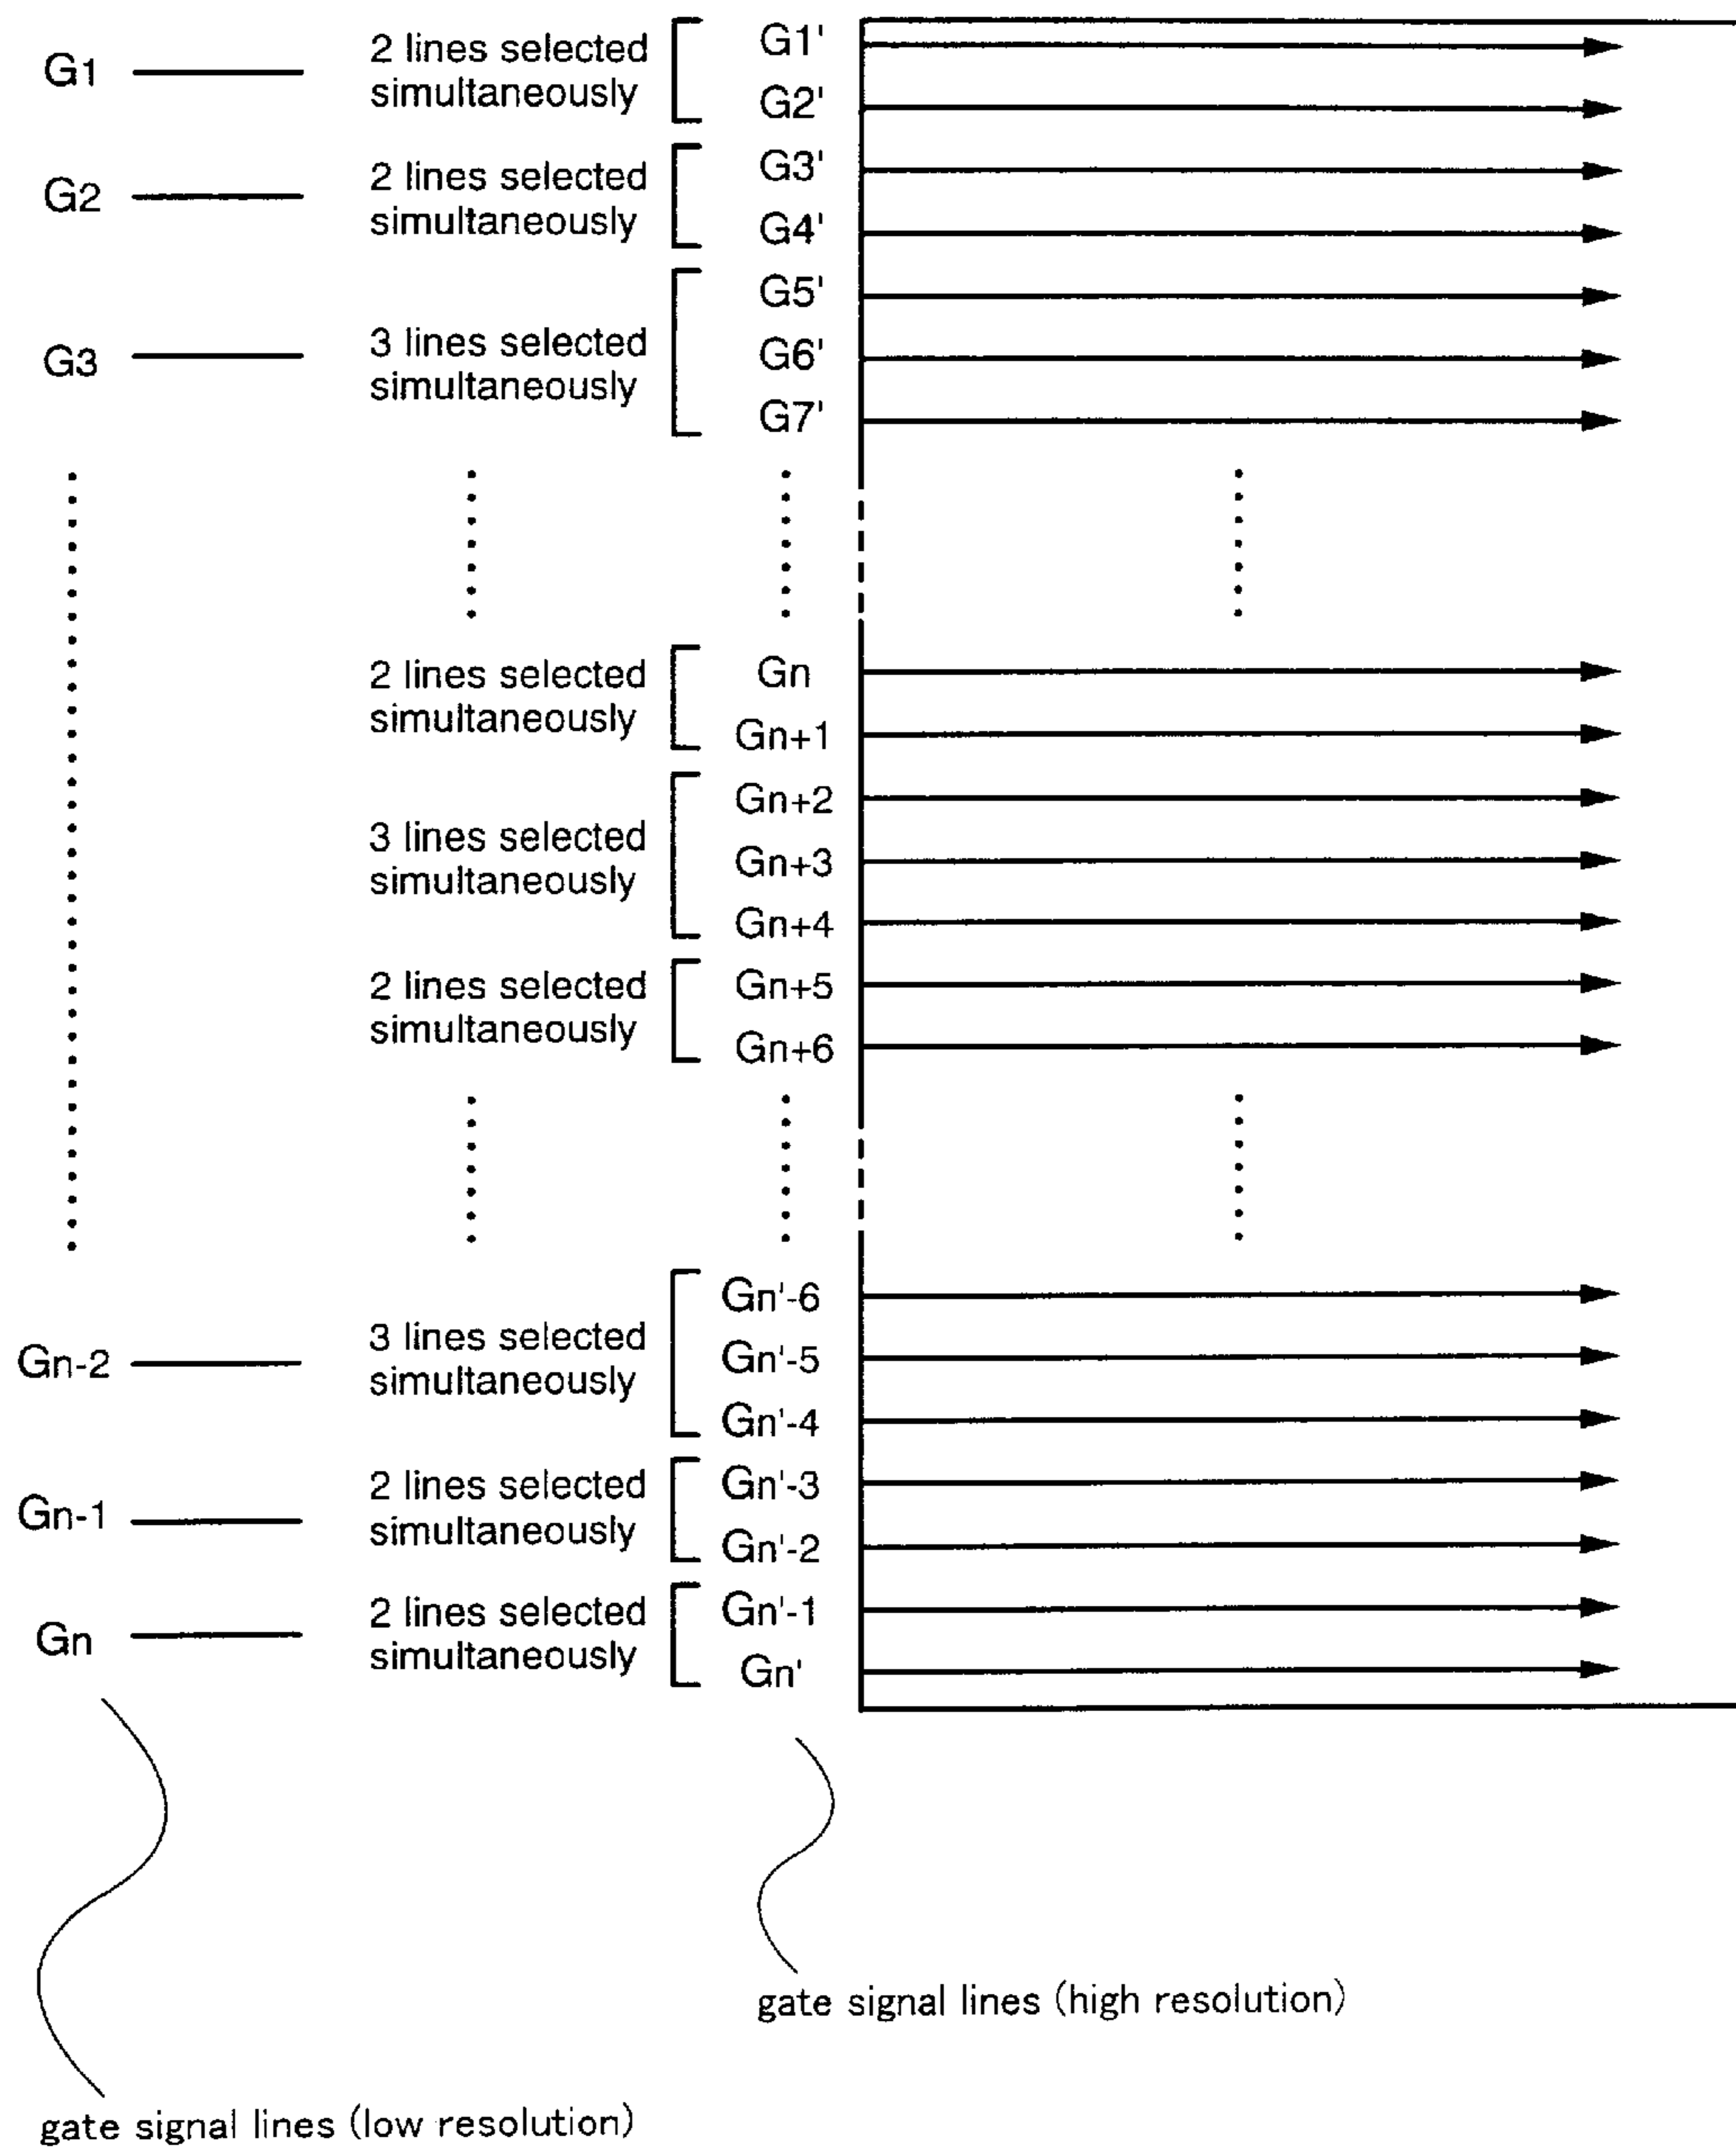 G1
2 lines selected
simultaneously
G1'
G2'
G2
2 lines selected
simultaneously
G3'
G4'
G3
3 lines selected
simultaneously
G5'
G6'
G7'
2 lines selected
simultaneously
Gn
Gn+1
3 lines selected
simultaneously
Gn+2
Gn+3
Gn+4
2 lines selected
simultaneously
Gn+5
Gn+6
Gn-2
3 lines selected
simultaneously
Gn'-6
Gn'-5
Gn'-4
Gn-1
2 lines selected
simultaneously
Gn'-3
Gn'-2
Gn
2 lines selected
simultaneously
Gn'-1
Gn'
gate signal lines (high resolution)
gate signal lines (low resolution)